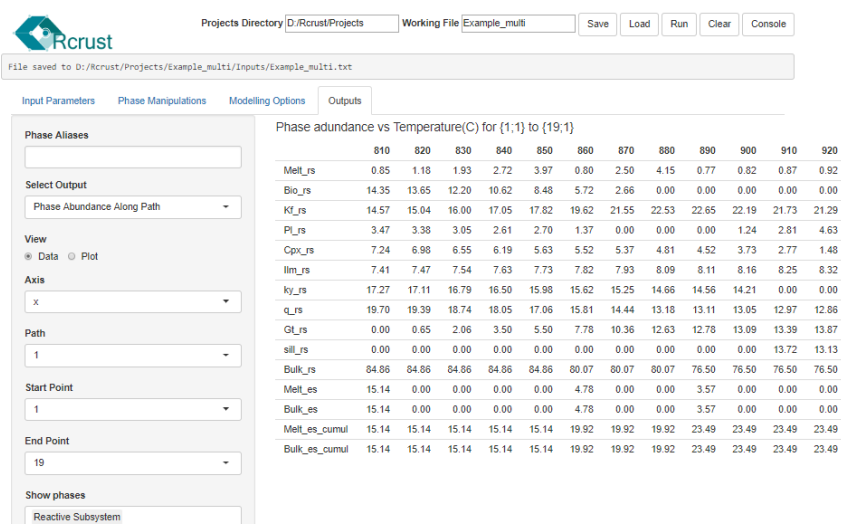 Rcrust
Projects Directory D:/Rcrust/Projects Working File Example_multi Save Load Run Clear Console
File saved to D:/Rcrust/Projects/Example_multi/Inputs/Example_multi.txt
Input Parameters Phase Manipulations Modelling Options Outputs
Phase Aliases
Select Output
Phase Abundance Along Path
View
Data Plot
Axis
x
Path
1
Start Point
1
End Point
19
Show phases
Reactive Subsystem
Phase adundance vs Temperature(C) for {1;1} to {19;1}
810 820 830 840 850 860 870 880 890 900 910 920
Melt_rs 0.85 1.18 1.93 2.72 3.97 0.80 2.50 4.15 0.77 0.82 0.87 0.92
Bio_rs 14.35 13.65 12.20 10.62 8.48 5.72 2.66 0.00 0.00 0.00 0.00 0.00
Kf_rs 14.57 15.04 16.00 17.05 17.82 19.62 21.55 22.53 22.65 22.19 21.73 21.29
Pl_rs 3.47 3.38 3.05 2.61 2.70 1.37 0.00 0.00 0.00 1.24 2.81 4.63
Cpx_rs 7.24 6.98 6.55 6.19 5.63 5.52 5.37 4.81 4.52 3.73 2.77 1.48
Ilm_rs 7.41 7.47 7.54 7.63 7.73 7.82 7.93 8.09 8.11 8.16 8.25 8.32
ky_rs 17.27 17.11 16.79 16.50 15.98 15.62 15.25 14.66 14.56 14.21 0.00 0.00
q_rs 19.70 19.39 18.74 18.05 17.06 15.81 14.44 13.18 13.11 13.05 12.97 12.86
Gt_rs 0.00 0.65 2.06 3.50 5.50 7.78 10.36 12.63 12.78 13.09 13.39 13.87
sill_rs 0.00 0.00 0.00 0.00 0.00 0.00 0.00 0.00 0.00 0.00 13.72 13.13
Bulk_rs 84.86 84.86 84.86 84.86 84.86 80.07 80.07 80.07 76.50 76.50 76.50 76.50
Melt_es 15.14 0.00 0.00 0.00 0.00 4.78 0.00 0.00 3.57 0.00 0.00 0.00
Bulk_es 15.14 0.00 0.00 0.00 0.00 4.78 0.00 0.00 3.57 0.00 0.00 0.00
Melt_es_cumul 15.14 15.14 15.14 15.14 15.14 19.92 19.92 19.92 23.49 23.49 23.49 23.49
Bulk_es_cumul 15.14 15.14 15.14 15.14 15.14 19.92 19.92 19.92 23.49 23.49 23.49 23.49